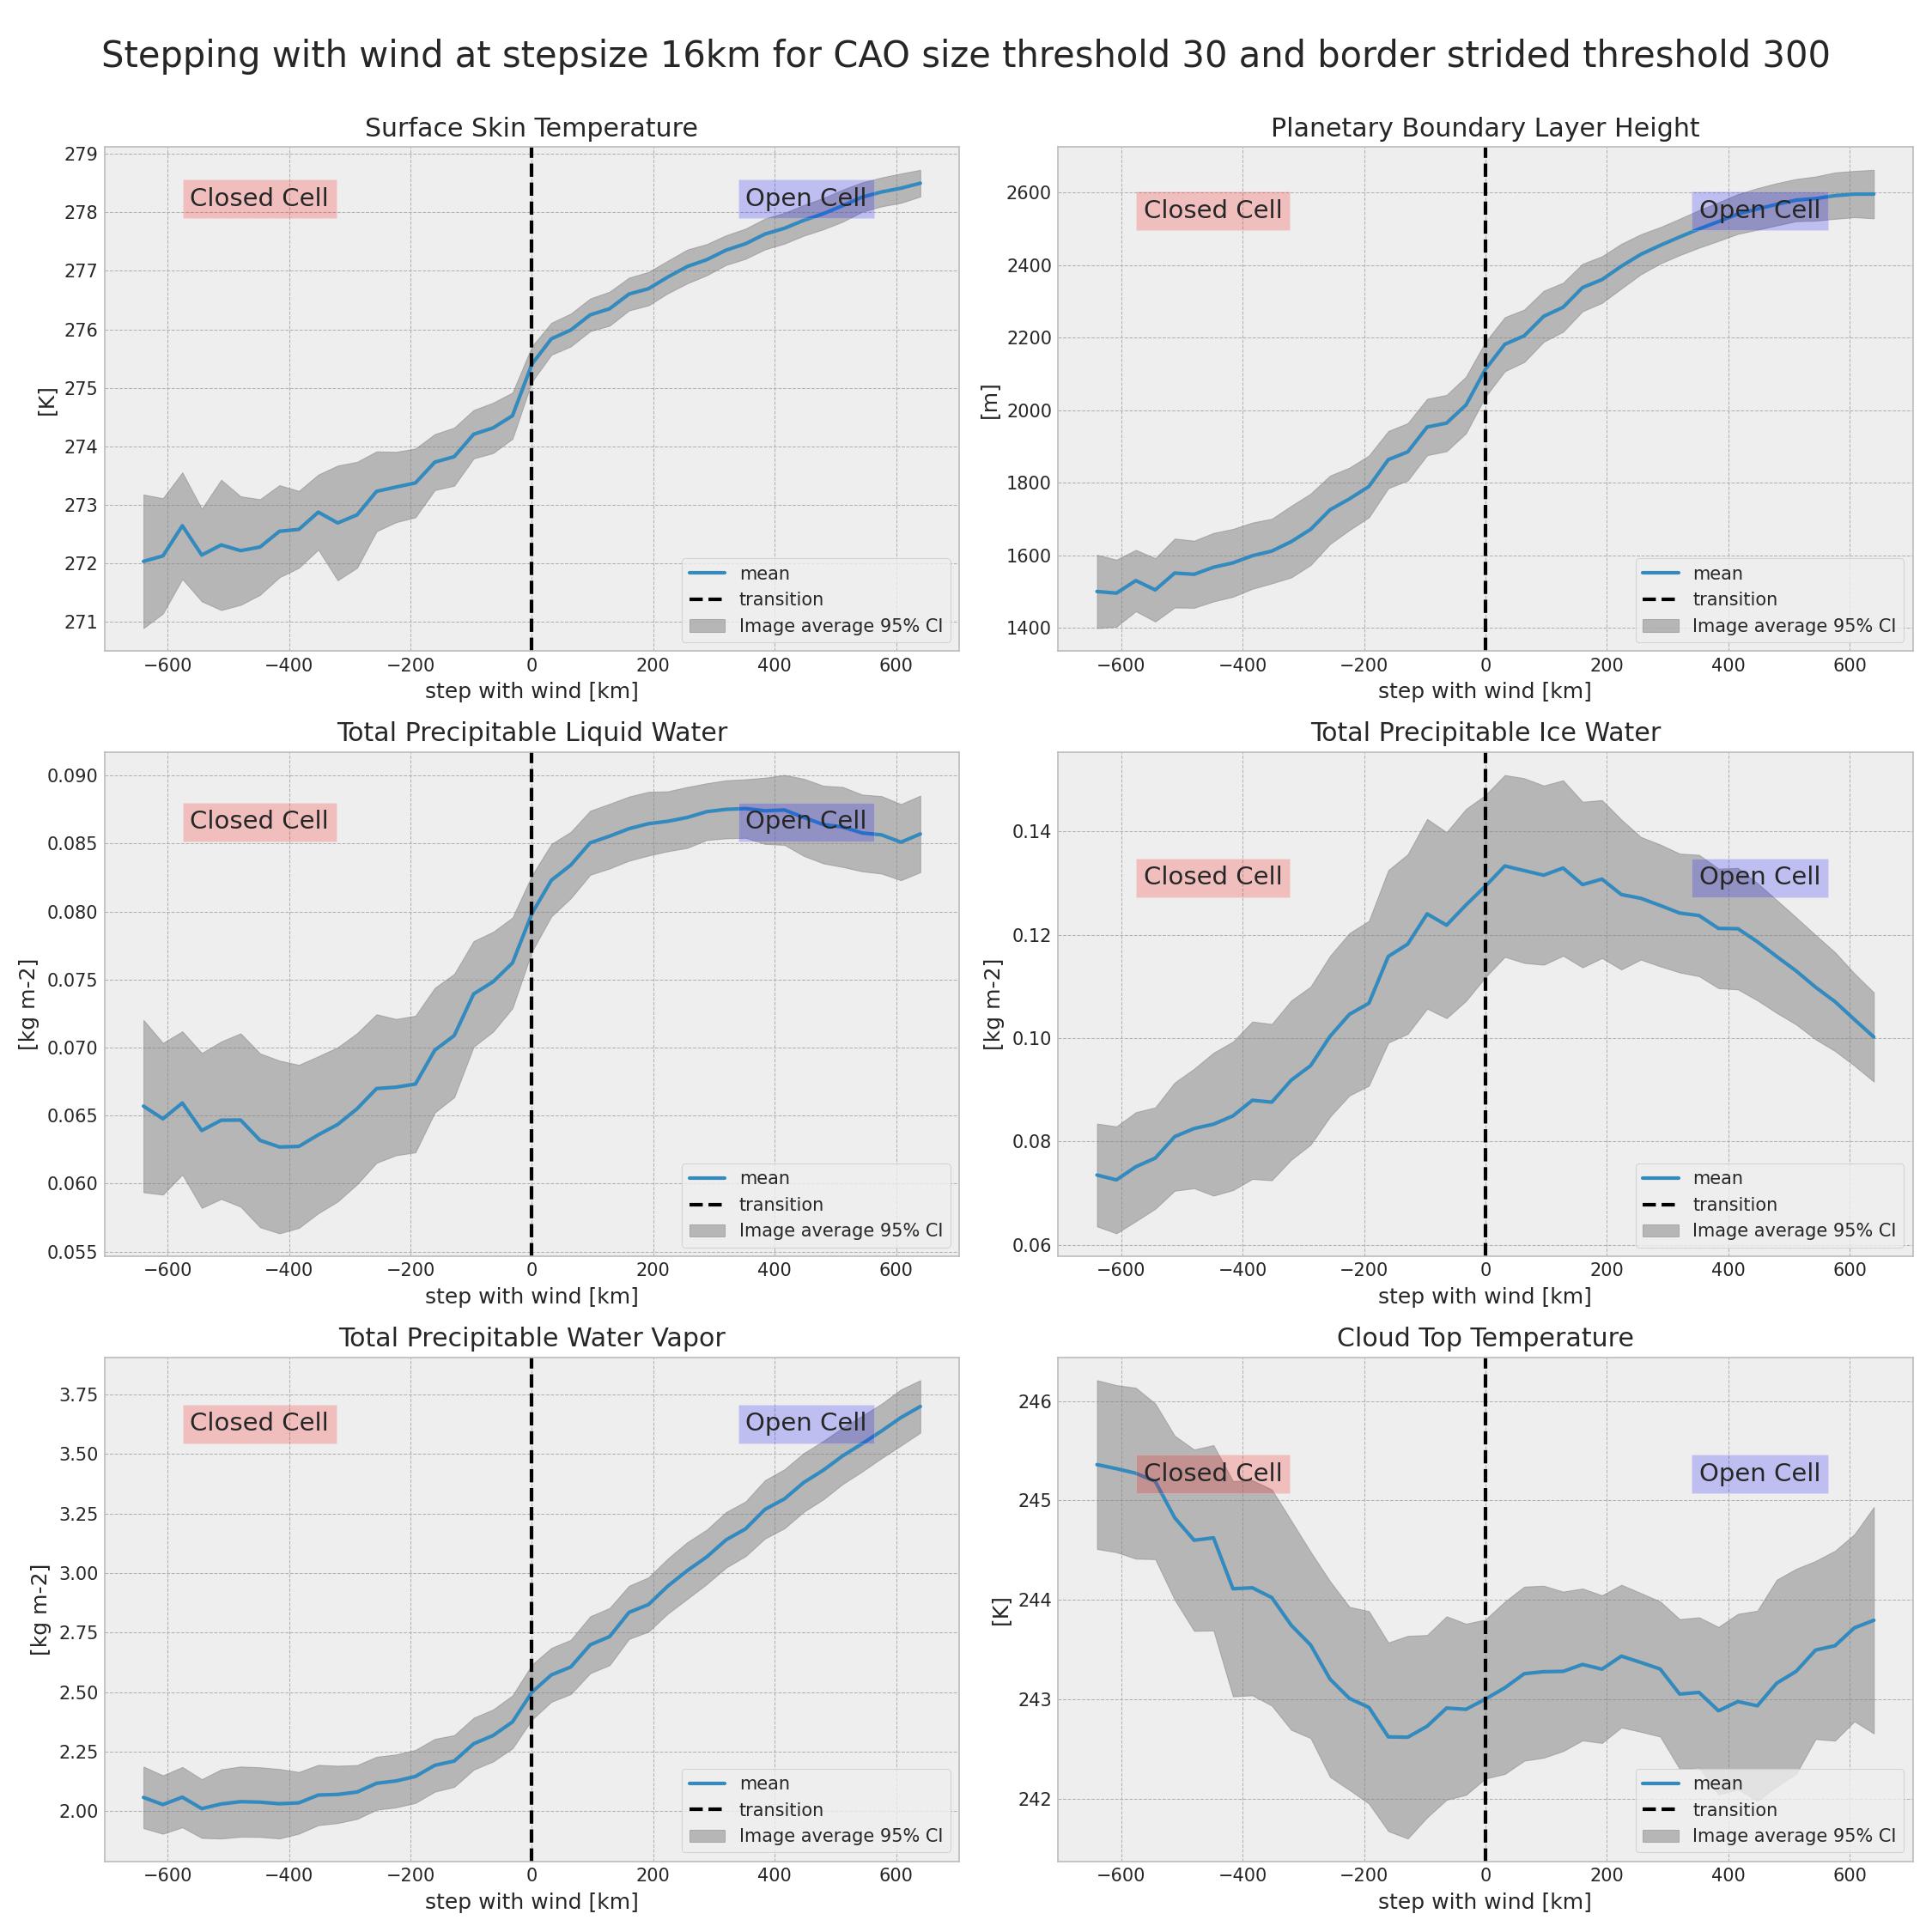 Stepping with wind at stepsize 16km for CAO size threshold 30 and border strided threshold 300
Surface Skin Temperature
279
278
277
276
275
274
273
272
271
[K]
Closed Cell
Open Cell
mean
transition
Image average 95% CI
−600 −400 −200 0 200 400 600
step with wind [km]
Planetary Boundary Layer Height
2600
2400
2200
2000
1800
1600
1400
[m]
Closed Cell
Open Cell
mean
transition
Image average 95% CI
−600 −400 −200 0 200 400 600
step with wind [km]
Total Precipitable Liquid Water
0.090
0.085
0.080
0.075
0.070
0.065
0.060
0.055
[kg m-2]
Closed Cell
Open Cell
mean
transition
Image average 95% CI
−600 −400 −200 0 200 400 600
step with wind [km]
Total Precipitable Ice Water
0.14
0.12
0.10
0.08
0.06
[kg m-2]
Closed Cell
Open Cell
mean
transition
Image average 95% CI
−600 −400 −200 0 200 400 600
step with wind [km]
Total Precipitable Water Vapor
3.75
3.50
3.25
3.00
2.75
2.50
2.25
2.00
[kg m-2]
Closed Cell
Open Cell
mean
transition
Image average 95% CI
−600 −400 −200 0 200 400 600
step with wind [km]
Cloud Top Temperature
246
245
244
243
242
[K]
Closed Cell
Open Cell
mean
transition
Image average 95% CI
−600 −400 −200 0 200 400 600
step with wind [km]